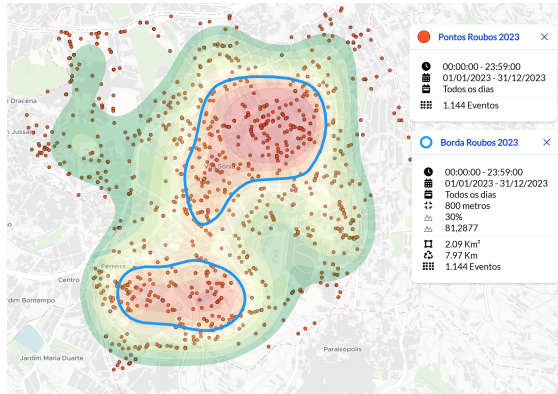 Pontos Roubos 2023
00:00:00 - 23:59:00
01/01/2023 - 31/12/2023
Todos os dias
1.144 Eventos
Borda Roubos 2023
00:00:00 - 23:59:00
01/01/2023 - 31/12/2023
Todos os dias
800 metros
30%
81,2877
2.09 Km²
7.97 Km
1.144 Eventos
Dracena
Jussar
Ferreira
Centro
rdim Bontempo
Jardim Maria Duarte
Paraisópolis